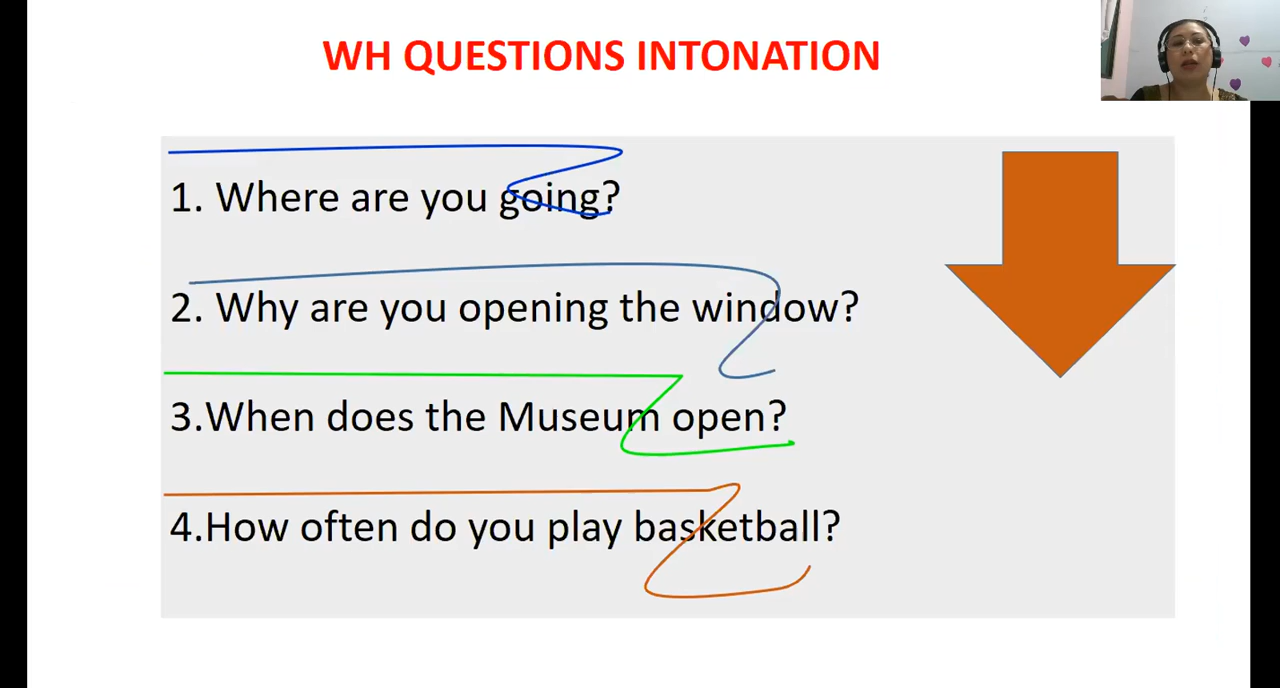 WH QUESTIONS INTONATION
1. Where are you going?
2. Why are you opening the window?
3.When does the Museum open?
4.How often do you play basketball?